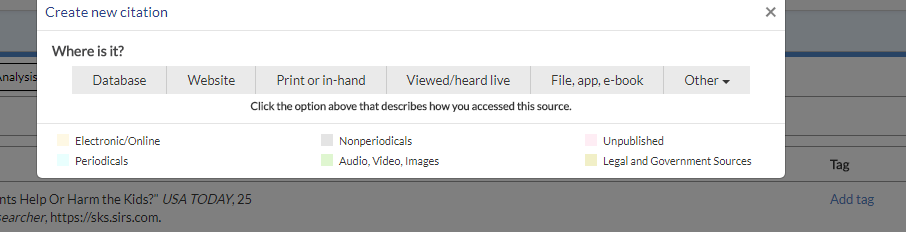 Create new citation ×
Where is it?
Analysis
Database Website Print or in-hand Viewed/heard live File, app, e-book Other
Click the option above that describes how you accessed this source.
Electronic/Online Nonperiodicals Unpublished
Periodicals Audio, Video, Images Legal and Government Sources
Tag
nts Help Or Harm the Kids?" USA TODAY, 25 Add tag
searcher, https://sks.sirs.com.